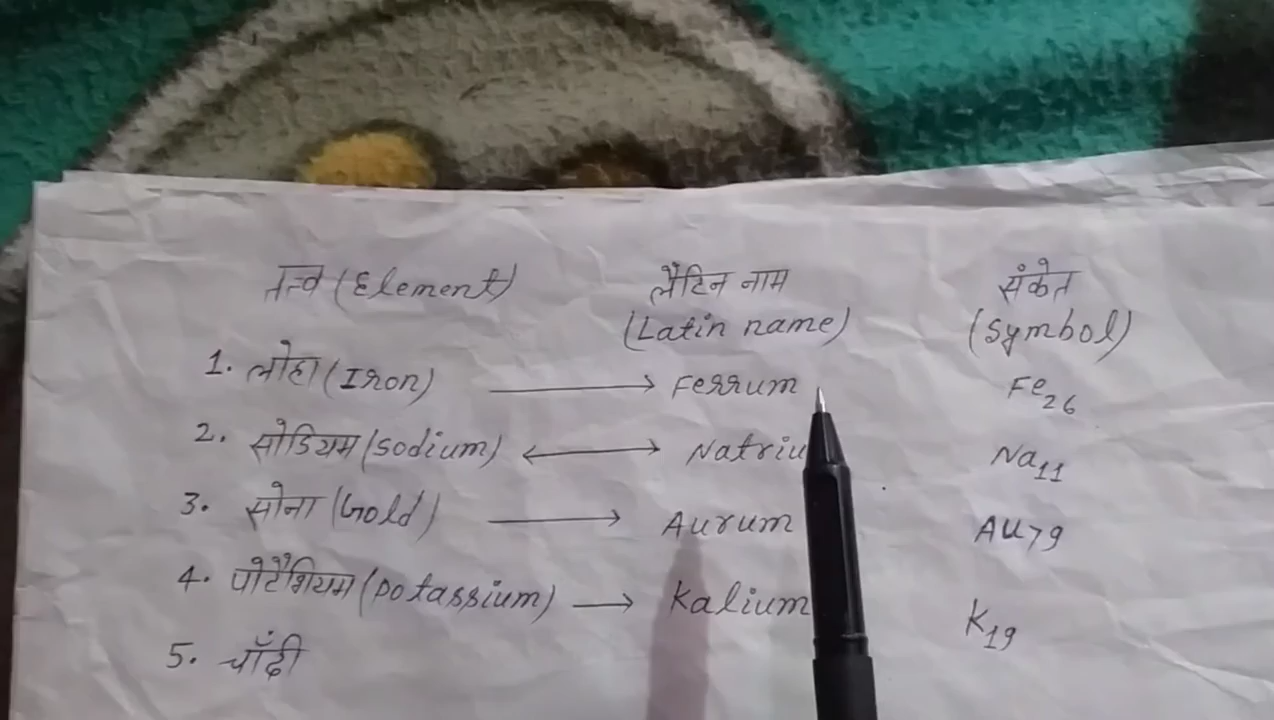 तत्व (Element) लैटिन नाम संकेत
(Latin name) (Symbol)
1. लोहा (Iron) → Ferrum Fe26
2. सोडियम (sodium) ↔ Na11
3. सोना (Gold) → Aurum Au79
4. पोटैशियम (potassium) → Kalium K19
5. चाँदी